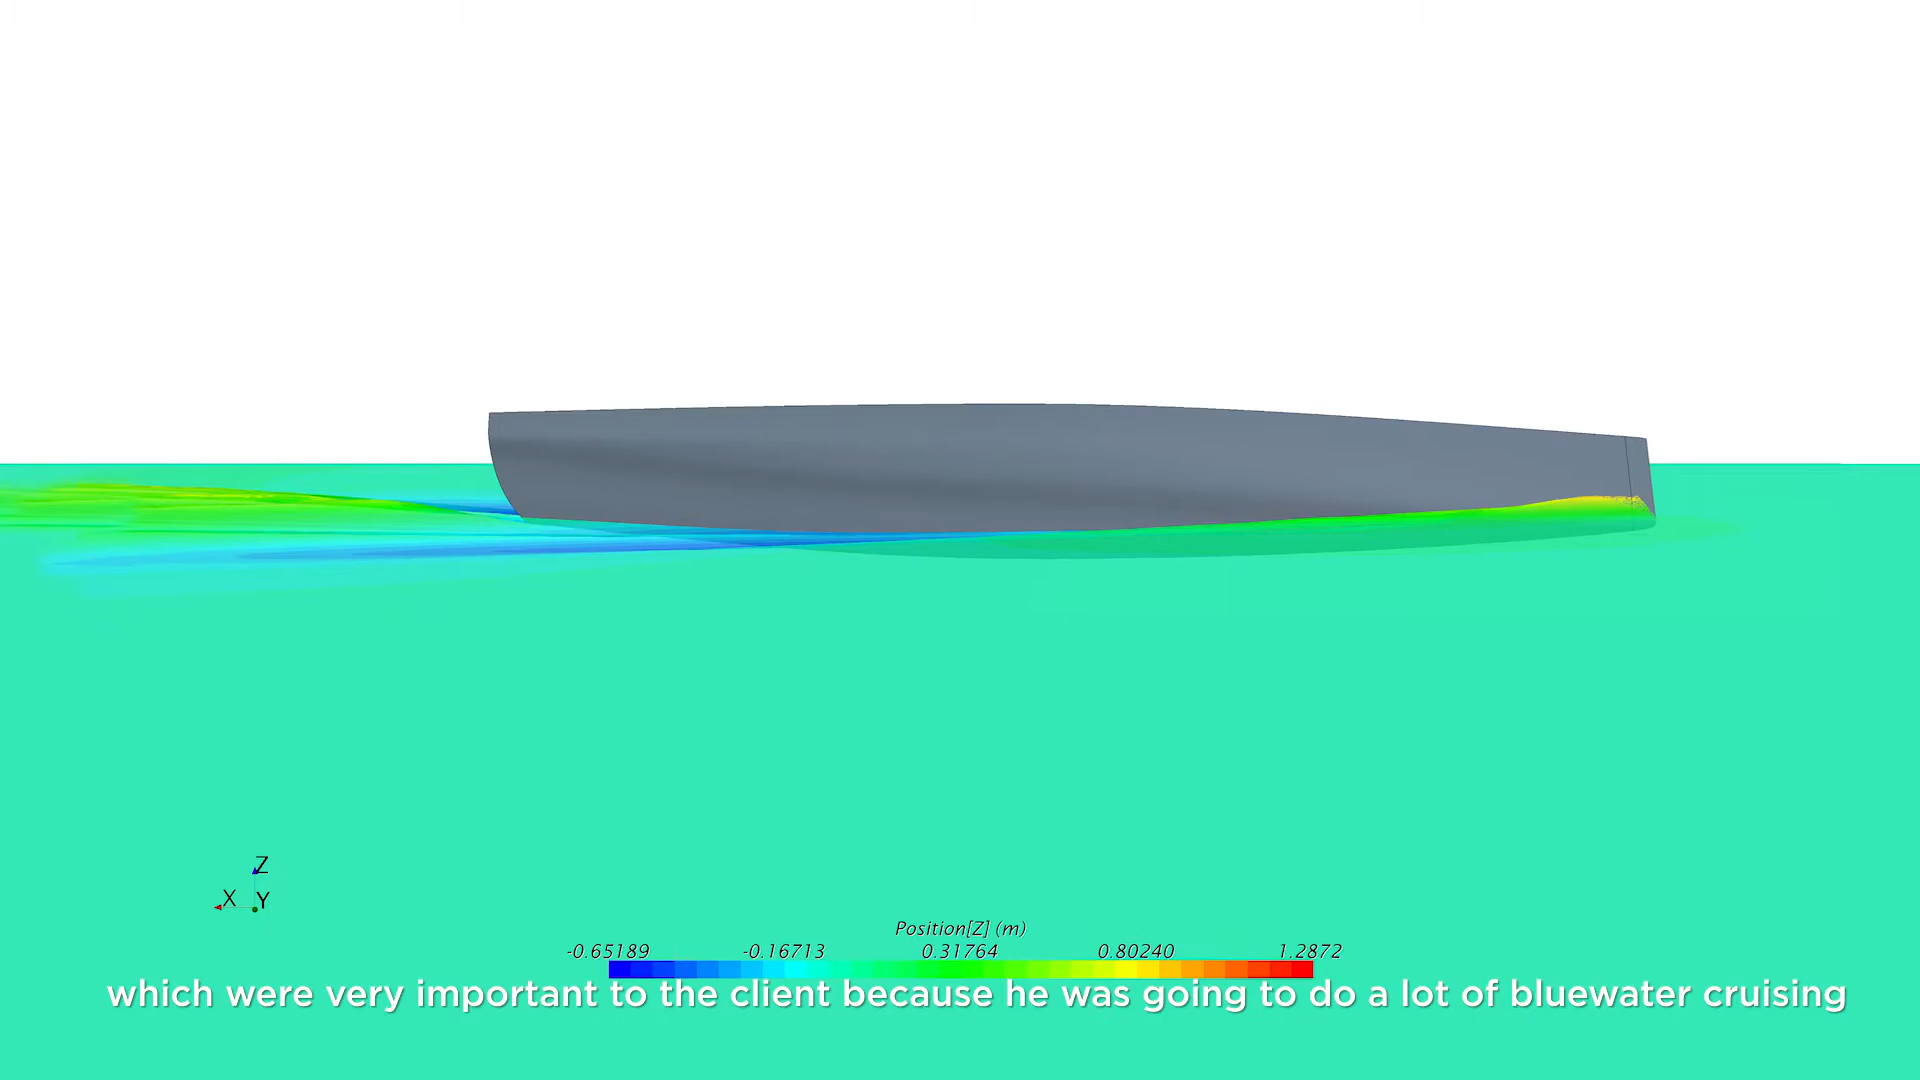 Z
X
Y
Position[Z] (m)
-0.65189 -0.16713 0.31764 0.80240 1.2872
which were very important to the client because he was going to do a lot of bluewater cruising